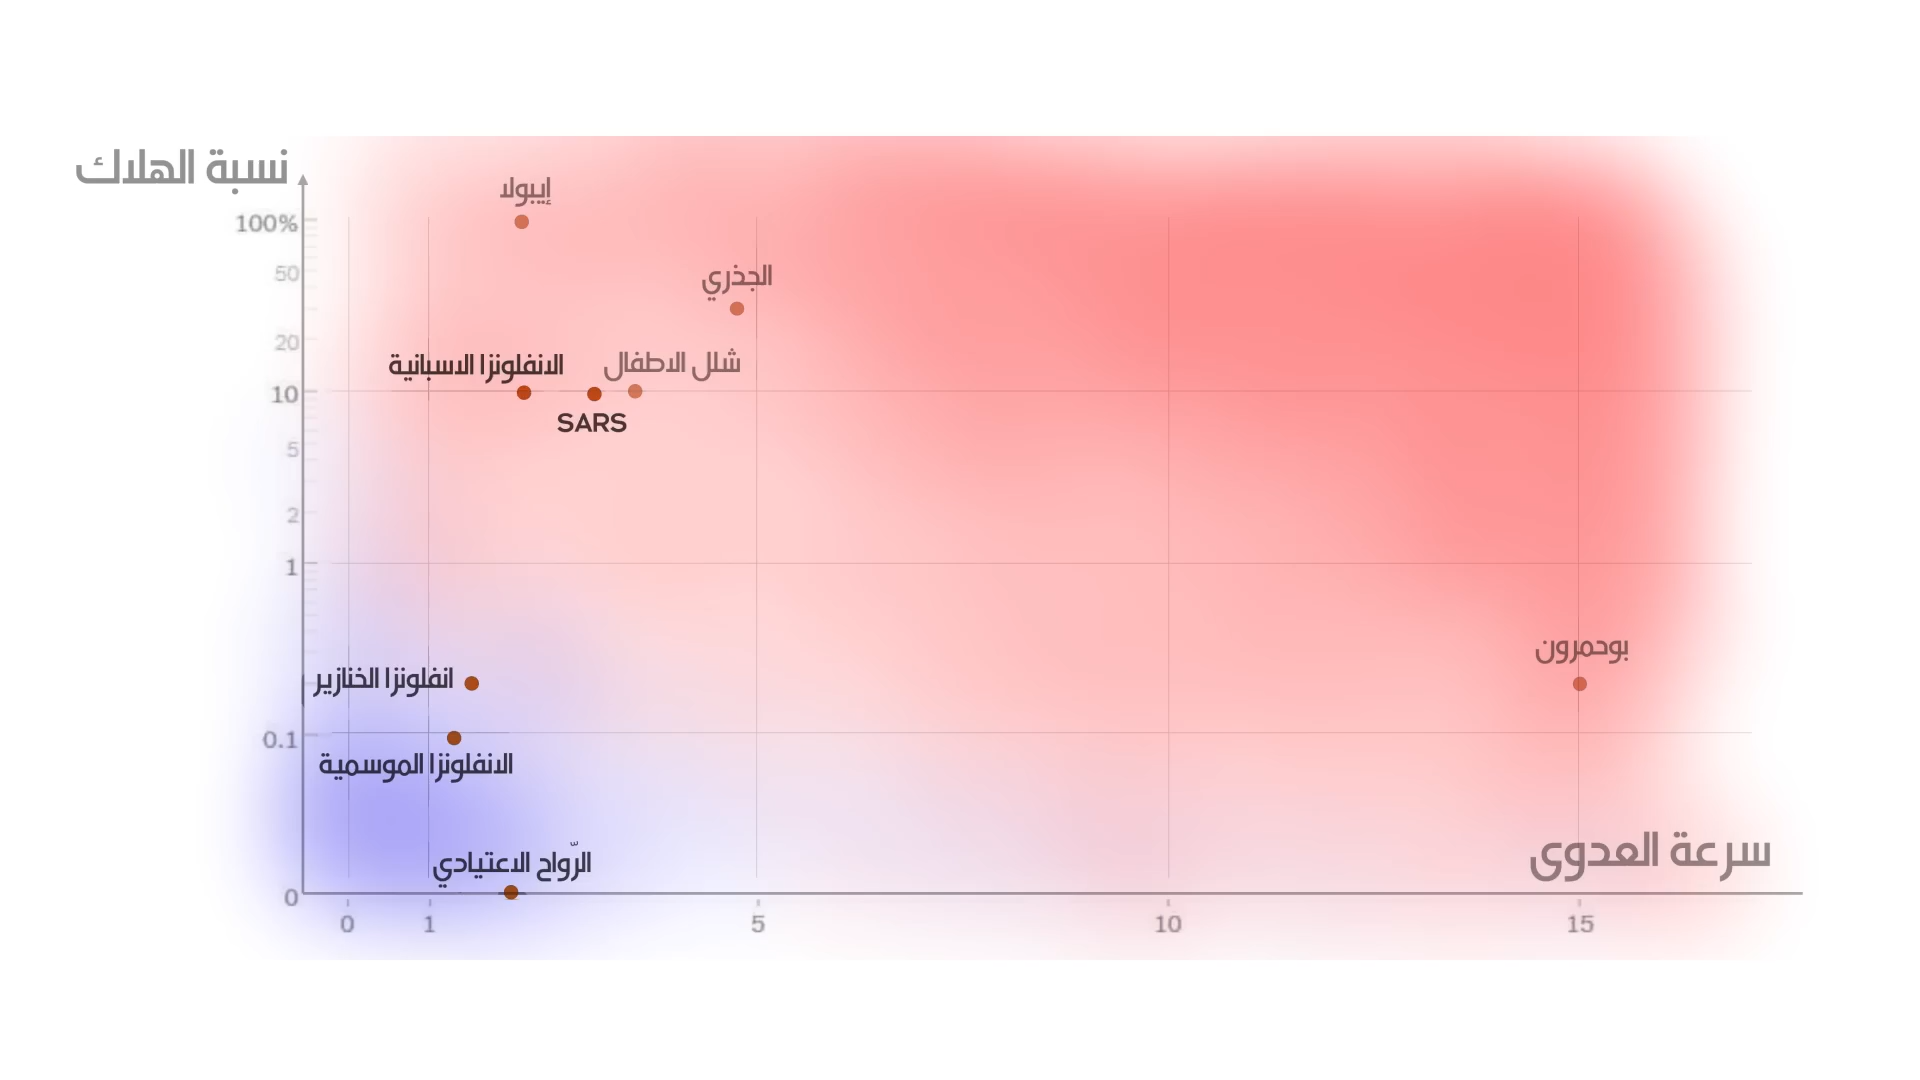 نسبة الهلاك
إيبولا
100%
50
الجذري
20
الانفلونزا الاسبانية
شلل الاطفال
10
SARS
5
2
1
بوحمرون
انفلونزا الخنازير
0.1
الانفلونزا الموسمية
سرعة العدوى
الرّواح الاعتيادي
0
0 1 5 10 15